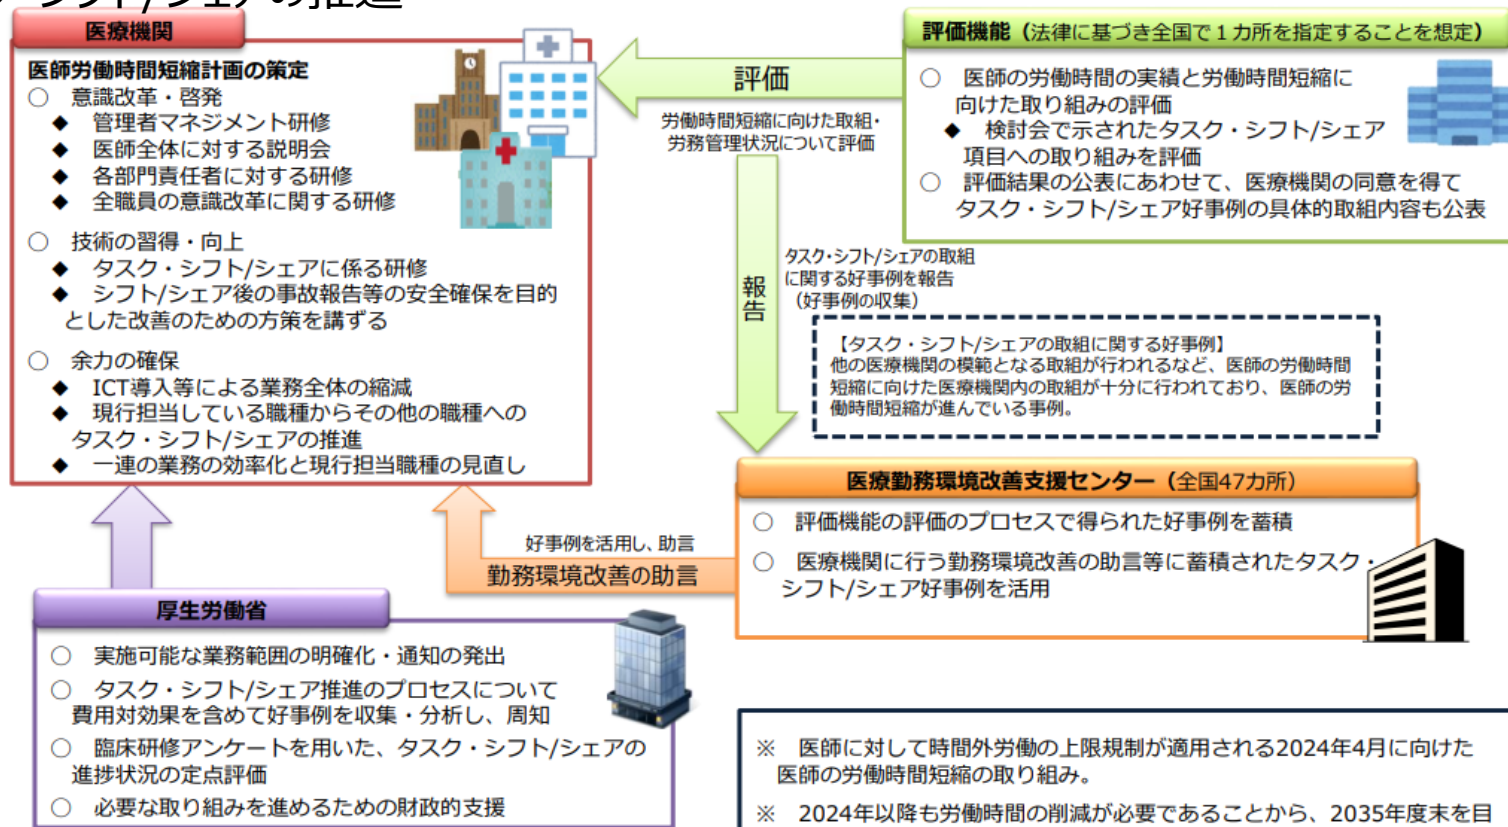 シフト/シェアの推進
医療機関
医師労働時間短縮計画の策定
○ 意識改革・啓発
◆ 管理者マネジメント研修
◆ 医師全体に対する説明会
◆ 各部門責任者に対する研修
◆ 全職員の意識改革に関する研修
○ 技術の習得・向上
◆ タスク・シフト/シェアに係る研修
◆ シフト/シェア後の事故報告等の安全確保を目的
とした改善のための方策を講ずる
○ 余力の確保
◆ ICT導入等による業務全体の縮減
◆ 現行担当している職種からその他の職種への
タスク・シフト/シェアの推進
◆ 一連の業務の効率化と現行担当職種の見直し
評価
労働時間短縮に向けた取組・
労務管理状況について評価
評価機能（法律に基づき全国で１カ所を指定することを想定）
○ 医師の労働時間の実績と労働時間短縮に
向けた取り組みの評価
◆ 検討会で示されたタスク・シフト/シェア
項目への取り組みを評価
○ 評価結果の公表にあわせて、医療機関の同意を得て
タスク・シフト/シェア好事例の具体的取組内容も公表
報告
タスク・シフト/シェアの取組
に関する好事例を報告
（好事例の収集）
【タスク・シフト/シェアの取組に関する好事例】
他の医療機関の模範となる取組が行われるなど、医師の労働時間
短縮に向けた医療機関内の取組が十分に行われており、医師の労
働時間短縮が進んでいる事例。
医療勤務環境改善支援センター（全国47カ所）
○ 評価機能の評価のプロセスで得られた好事例を蓄積
○ 医療機関に行う勤務環境改善の助言等に蓄積されたタスク・
シフト/シェア好事例を活用
好事例を活用し、助言
勤務環境改善の助言
厚生労働省
○ 実施可能な業務範囲の明確化・通知の発出
○ タスク・シフト/シェア推進のプロセスについて
費用対効果を含めて好事例を収集・分析し、周知
○ 臨床研修アンケートを用いた、タスク・シフト/シェアの
進捗状況の定点評価
○ 必要な取り組みを進めるための財政的支援
※ 医師に対して時間外労働の上限規制が適用される2024年4月に向けた
医師の労働時間短縮の取り組み。
※ 2024年以降も労働時間の削減が必要であることから、2035年度末を目